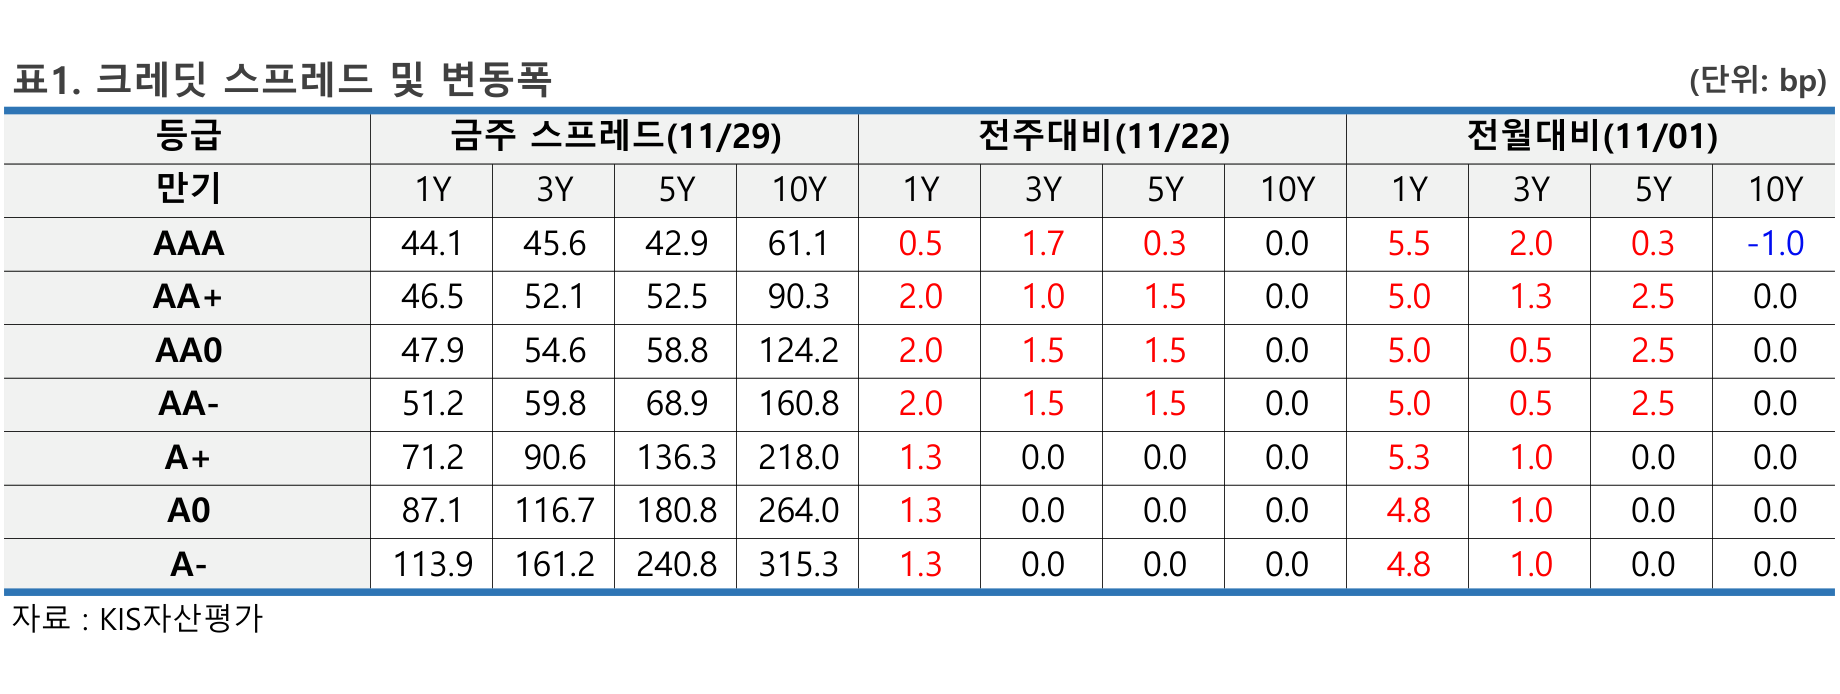 표1. 크레딧 스프레드 및 변동폭 (단위: bp)
등급 금주 스프레드(11/29) 전주대비(11/22) 전월대비(11/01)
만기 1Y 3Y 5Y 10Y 1Y 3Y 5Y 10Y 1Y 3Y 5Y 10Y
AAA 44.1 45.6 42.9 61.1 0.5 1.7 0.3 0.0 5.5 2.0 0.3 -1.0
AA+ 46.5 52.1 52.5 90.3 2.0 1.0 1.5 0.0 5.0 1.3 2.5 0.0
AA0 47.9 54.6 58.8 124.2 2.0 1.5 1.5 0.0 5.0 0.5 2.5 0.0
AA- 51.2 59.8 68.9 160.8 2.0 1.5 1.5 0.0 5.0 0.5 2.5 0.0
A+ 71.2 90.6 136.3 218.0 1.3 0.0 0.0 0.0 5.3 1.0 0.0 0.0
A0 87.1 116.7 180.8 264.0 1.3 0.0 0.0 0.0 4.8 1.0 0.0 0.0
A- 113.9 161.2 240.8 315.3 1.3 0.0 0.0 0.0 4.8 1.0 0.0 0.0
자료 : KIS자산평가